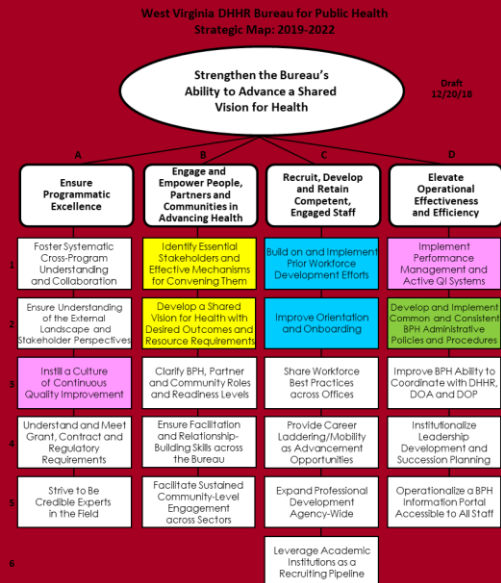 West Virginia DHHR Bureau for Public Health
Strategic Map: 2019-2022
Strengthen the Bureau's
Ability to Advance a Shared
Vision for Health
Draft
12/20/18
A
B
C
D
Ensure
Programmatic
Excellence
Engage and
Empower People,
Partners and
Communities in
Advancing Health
Recruit, Develop
and Retain
Competent,
Engaged Staff
Elevate
Operational
Effectiveness
and Efficiency
1
Foster Systematic
Cross-Program
Understanding
and Collaboration
Identify Essential
Stakeholders and
Effective Mechanisms
for Convening Them
Build on and Implement
Prior Workforce
Development Efforts
Implement
Performance
Management and
Active QI Systems
2
Ensure Understanding
of the External
Landscape and
Stakeholder Perspectives
Develop a Shared
Vision for Health with
Desired Outcomes and
Resource Requirements
Improve Orientation
and Onboarding
Develop and Implement
Common and Consistent
BPH Administrative
Policies and Procedures
3
Instill a Culture
of Continuous
Quality Improvement
Clarify BPH, Partner
and Community Roles
and Readiness Levels
Share Workforce
Best Practices
across Offices
Improve BPH Ability to
Coordinate with DHHR,
DOA and DOP
4
Understand and Meet
Grant, Contract and
Regulatory
Requirements
Ensure Facilitation
and Relationship-
Building Skills across
the Bureau
Provide Career
Laddering/Mobility
as Advancement
Opportunities
Institutionalize
Leadership
Development and
Succession Planning
5
Strive to Be
Credible Experts
in the Field
Facilitate Sustained
Community-Level
Engagement
across Sectors
Expand Professional
Development
Agency-Wide
Operationalize a BPH
Information Portal
Accessible to All Staff
6
Leverage Academic
Institutions as a
Recruiting Pipeline